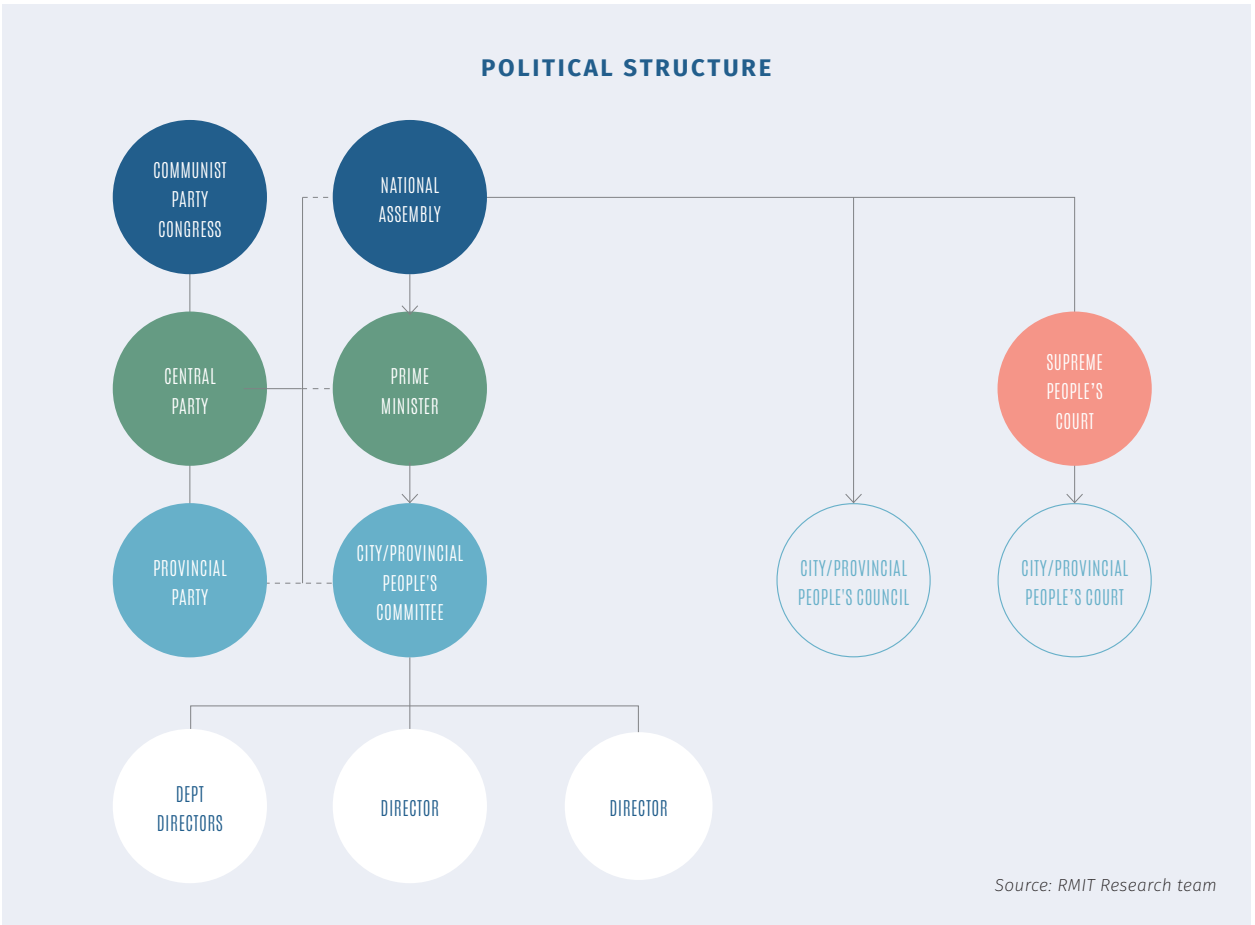 POLITICAL STRUCTURE
COMMUNIST
PARTY
CONGRESS
NATIONAL
ASSEMBLY
CENTRAL
PARTY
PRIME
MINISTER
SUPREME
PEOPLE’S
COURT
PROVINCIAL
PARTY
CITY/PROVINCIAL
PEOPLE'S
COMMITTEE
CITY/PROVINCIAL
PEOPLE'S COUNCIL
CITY/PROVINCIAL
PEOPLE’S COURT
DEPT
DIRECTORS
DIRECTOR
DIRECTOR
Source: RMIT Research team